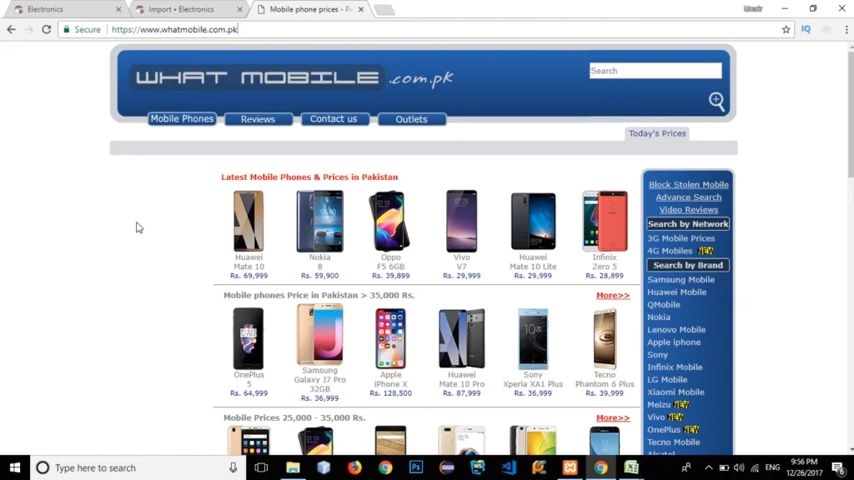 Electronics
Import • Electronics
Mobile phone prices - P
Umair
Secure
https://www.whatmobile.com.pk
WHAT MOBILE .com.pk
Search
Mobile Phones
Reviews
Contact us
Outlets
Today's Prices
Latest Mobile Phones & Prices in Pakistan
Huawei
Mate 10
Rs. 69,999
Nokia
8
Rs. 59,900
Oppo
F5 6GB
Rs. 39,899
Vivo
V7
Rs. 29,999
Huawei
Mate 10 Lite
Rs. 29,999
Infinix
Zero 5
Rs. 28,899
Mobile phones Price in Pakistan > 35,000 Rs.
More>>
OnePlus
5
Rs. 64,999
Samsung
Galaxy J7 Pro
32GB
Rs. 36,999
Apple
iPhone X
Rs. 128,500
Huawei
Mate 10 Pro
Rs. 87,999
Sony
Xperia XA1 Plus
Rs. 36,999
Tecno
Phantom 6 Plus
Rs. 39,999
Mobile Prices 25,000 - 35,000 Rs.
More>>
Block Stolen Mobile
Advance Search
Video Reviews
Search by Network
3G Mobile Prices
4G Mobiles NEW
Search by Brand
Samsung Mobile
Huawei Mobile
QMobile
Nokia
Lenovo Mobile
Apple iphone
Sony
Infinix Mobile
LG Mobile
Xiaomi Mobile
Meizu NEW
Vivo NEW
OnePlus NEW
Tecno Mobile
Alcatel
Type here to search
ENG
9:56 PM
12/26/2017